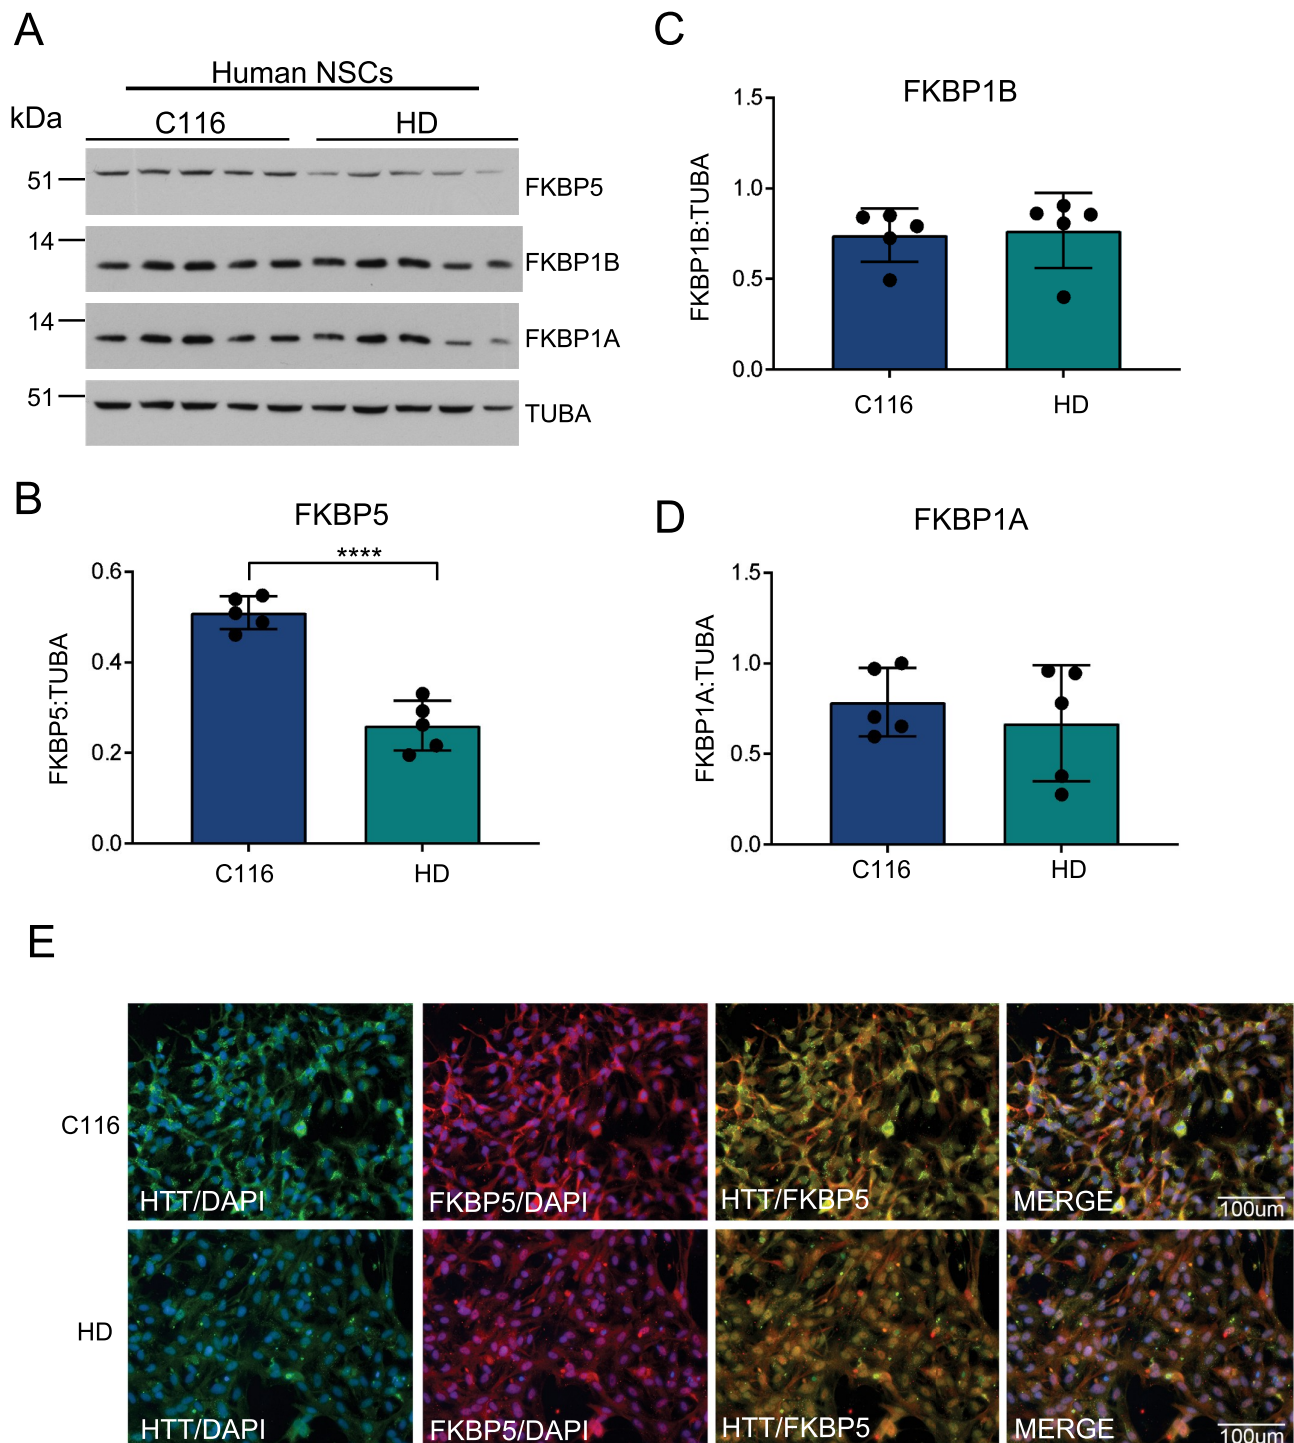 A
Human NSCs
kDa
C116
HD
51
FKBP5
14
FKBP1B
14
FKBP1A
51
TUBA
C
FKBP1B
FKBP1B:TUBA
1.5
1.0
0.5
0.0
C116
HD
B
FKBP5
****
FKBP5:TUBA
0.6
0.4
0.2
0.0
C116
HD
D
FKBP1A
FKBP1A:TUBA
1.5
1.0
0.5
0.0
C116
HD
E
C116
HTT/DAPI
FKBP5/DAPI
HTT/FKBP5
MERGE
100um
HD
HTT/DAPI
FKBP5/DAPI
HTT/FKBP5
MERGE
100um